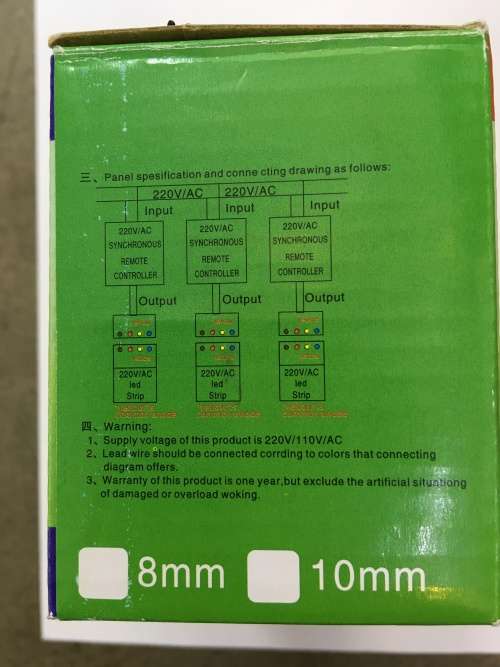 三、Panel spesification and conne cting drawing as follows:
220V/AC 220V/AC
Input Input Input
220V/AC 220V/AC 220V/AC
SYNCHRONOUS SYNCHRONOUS SYNCHRONOUS
REMOTE REMOTE REMOTE
CONTROLLER CONTROLLER CONTROLLER
Output Output Output
220V/AC 220V/AC 220V/AC
led led led
Strip Strip Strip
四、Warning:
1、Supply voltage of this product is 220V/110V/AC
2、Lead wire should be connected corrding to colors that connecting
diagram offers.
3、Warranty of this product is one year,but exclude the artificial situationg
of damaged or overload woking.
8mm 10mm